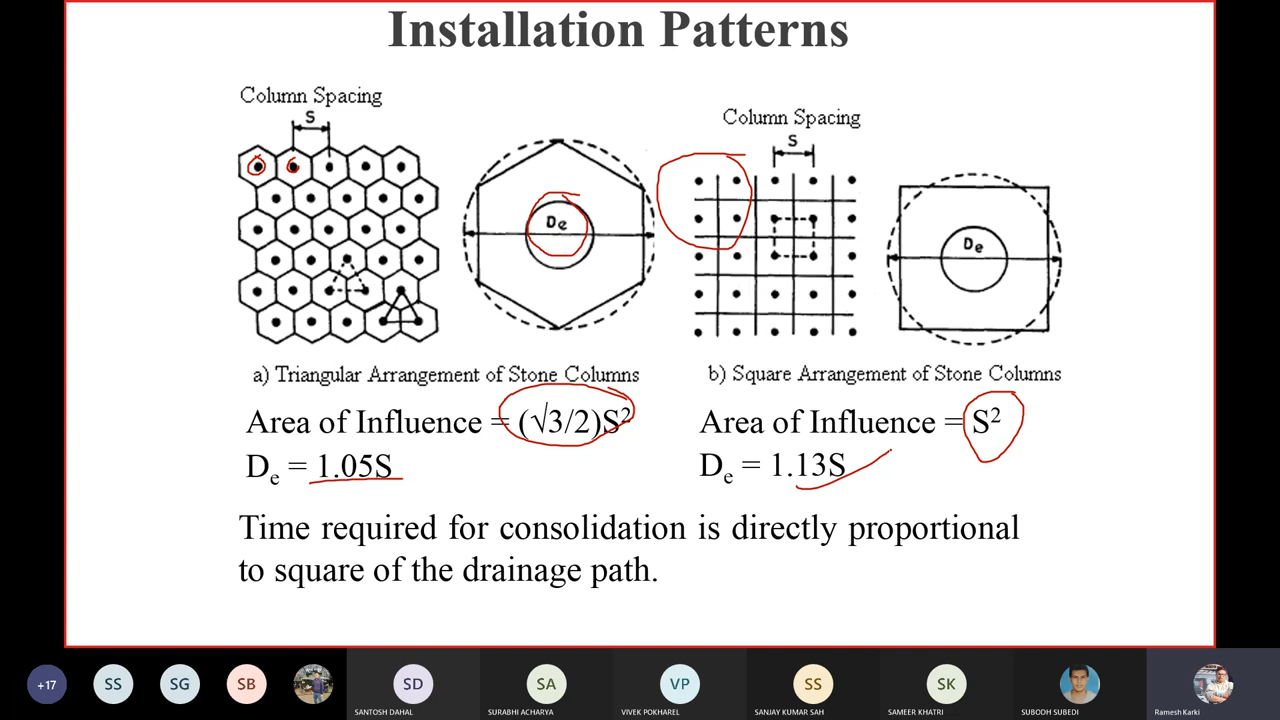 Installation Patterns
Column Spacing
S
De
a) Triangular Arrangement of Stone Columns
Area of Influence = (√3/2)S²
Dₑ = 1.05S
Column Spacing
S
De
b) Square Arrangement of Stone Columns
Area of Influence = S²
Dₑ = 1.13S
Time required for consolidation is directly proportional
to square of the drainage path.
+17
SS
SG
SB
SD
SANTOSH DAHAL
SA
SURABHI ACHARYA
VP
VIVEK POKHAREL
SS
SANJAY KUMAR SAH
SK
SAMEER KHATRI
SUBODH SUBEDI
Ramesh Karki